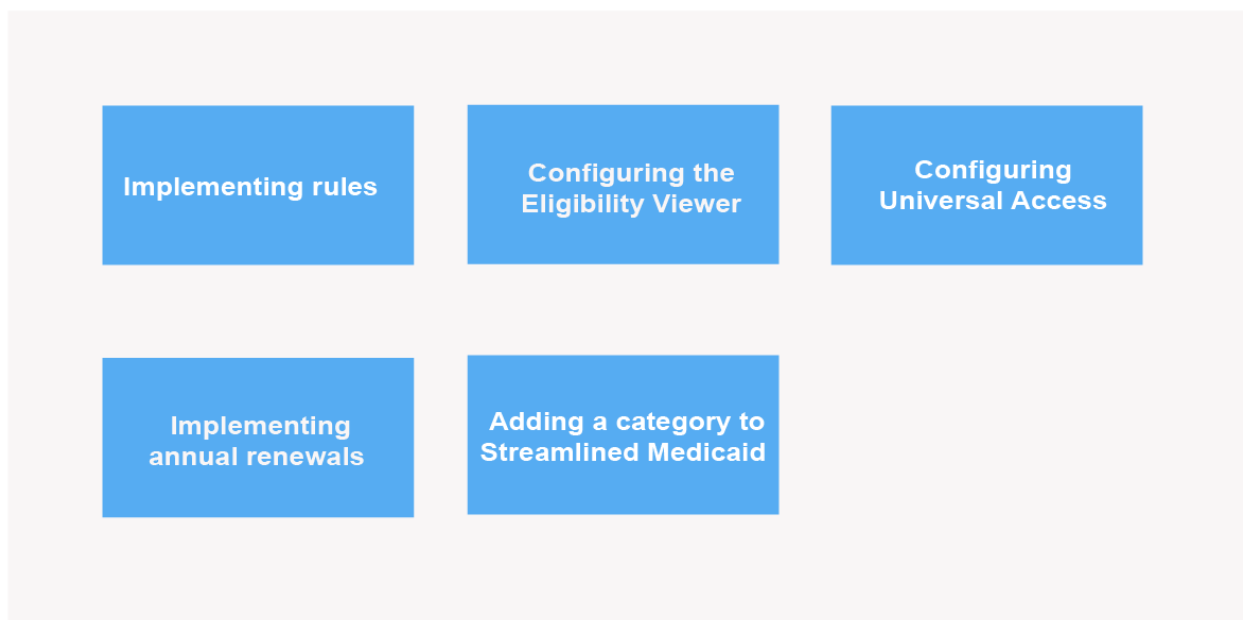 Implementing rules
Configuring the
Eligibility Viewer
Configuring
Universal Access
Implementing
annual renewals
Adding a category to
Streamlined Medicaid